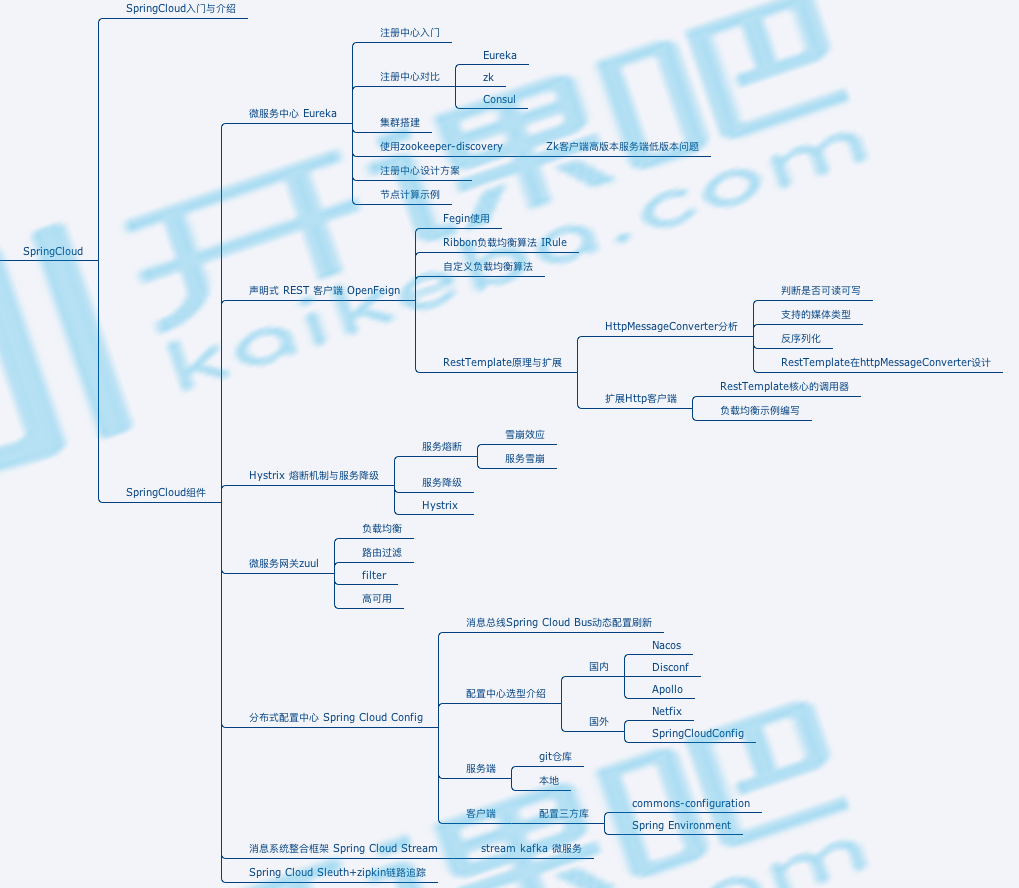 SpringCloud入门与介绍
注册中心入门
Eureka
注册中心对比
zk
Consul
微服务中心 Eureka
集群搭建
使用zookeeper-discovery
Zk客户端高版本服务端低版本问题
注册中心设计方案
节点计算示例
Fegin使用
Ribbon负载均衡算法 IRule
SpringCloud
自定义负载均衡算法
声明式 REST 客户端 OpenFeign
判断是否可读可写
支持的媒体类型
HttpMessageConverter分析
反序列化
RestTemplate原理与扩展
RestTemplate在httpMessageConverter设计
RestTemplate核心的调用器
扩展Http客户端
负载均衡示例编写
雪崩效应
服务熔断
服务雪崩
Hystrix 熔断机制与服务降级
服务降级
SpringCloud组件
Hystrix
负载均衡
路由过滤
微服务网关zuul
filter
高可用
消息总线Spring Cloud Bus动态配置刷新
Nacos
国内
Disconf
Apollo
配置中心选型介绍
Netfix
分布式配置中心 Spring Cloud Config
国外
SpringCloudConfig
git仓库
服务端
本地
commons-configuration
客户端
配置三方库
Spring Environment
消息系统整合框架 Spring Cloud Stream
stream kafka 微服务
Spring Cloud Sleuth+zipkin链路追踪
开课吧
kaikeba.com
课吧